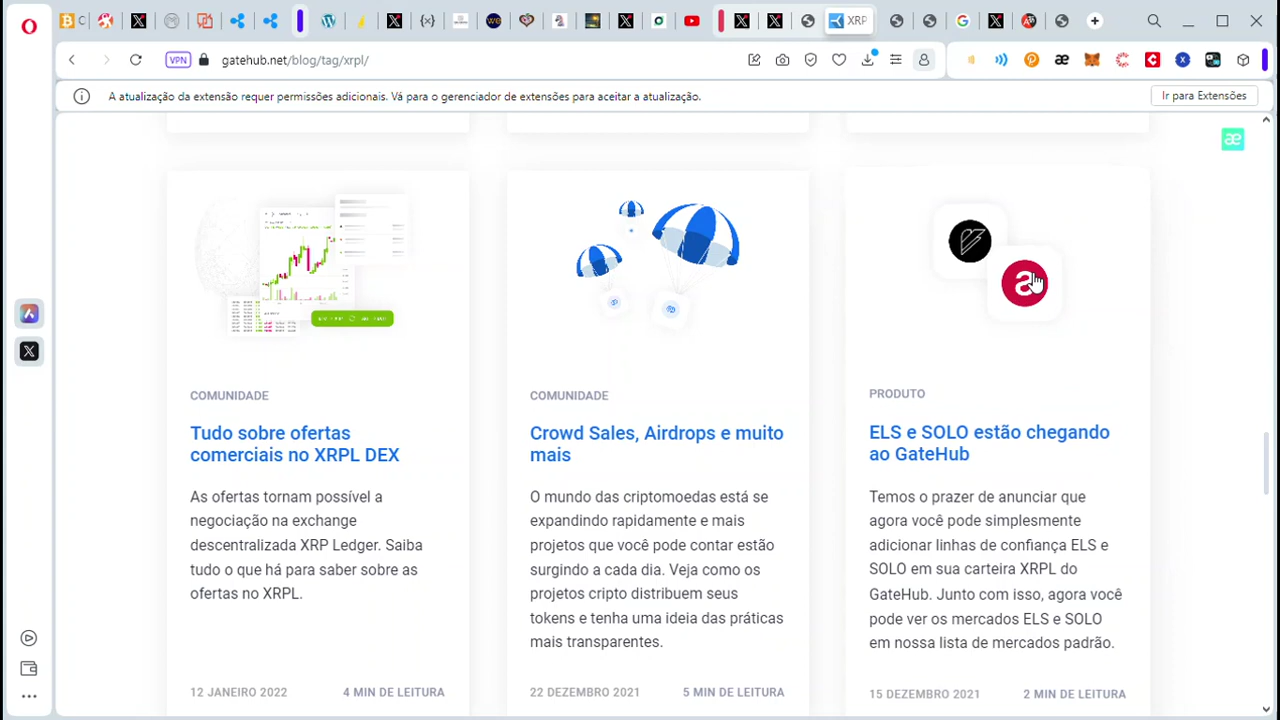 XRP
VPN
gatehub.net/blog/tag/xrpl/
A atualização da extensão requer permissões adicionais. Vá para o gerenciador de extensões para aceitar a atualização.
Ir para Extensões
æ
COMUNIDADE
Tudo sobre ofertas
comerciais no XRPL DEX
As ofertas tornam possível a
negociação na exchange
descentralizada XRP Ledger. Saiba
tudo o que há para saber sobre as
ofertas no XRPL.
12 JANEIRO 2022
4 MIN DE LEITURA
COMUNIDADE
Crowd Sales, Airdrops e muito
mais
O mundo das criptomoedas está se
expandindo rapidamente e mais
projetos que você pode contar estão
surgindo a cada dia. Veja como os
projetos cripto distribuem seus
tokens e tenha uma ideia das práticas
mais transparentes.
22 DEZEMBRO 2021
5 MIN DE LEITURA
PRODUTO
ELS e SOLO estão chegando
ao GateHub
Temos o prazer de anunciar que
agora você pode simplesmente
adicionar linhas de confiança ELS e
SOLO em sua carteira XRPL do
GateHub. Junto com isso, agora você
pode ver os mercados ELS e SOLO
em nossa lista de mercados padrão.
15 DEZEMBRO 2021
2 MIN DE LEITURA